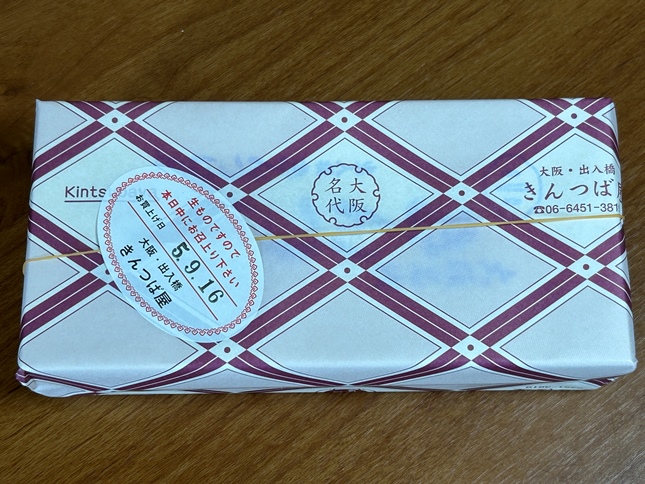 Kints
生ものですので
本日中にお召上り下さい
お買上げ日
5.9.16
大阪・出入橋
きんつば屋
大阪
名代
大阪・出入橋
きんつば屋
☎06-6451-381